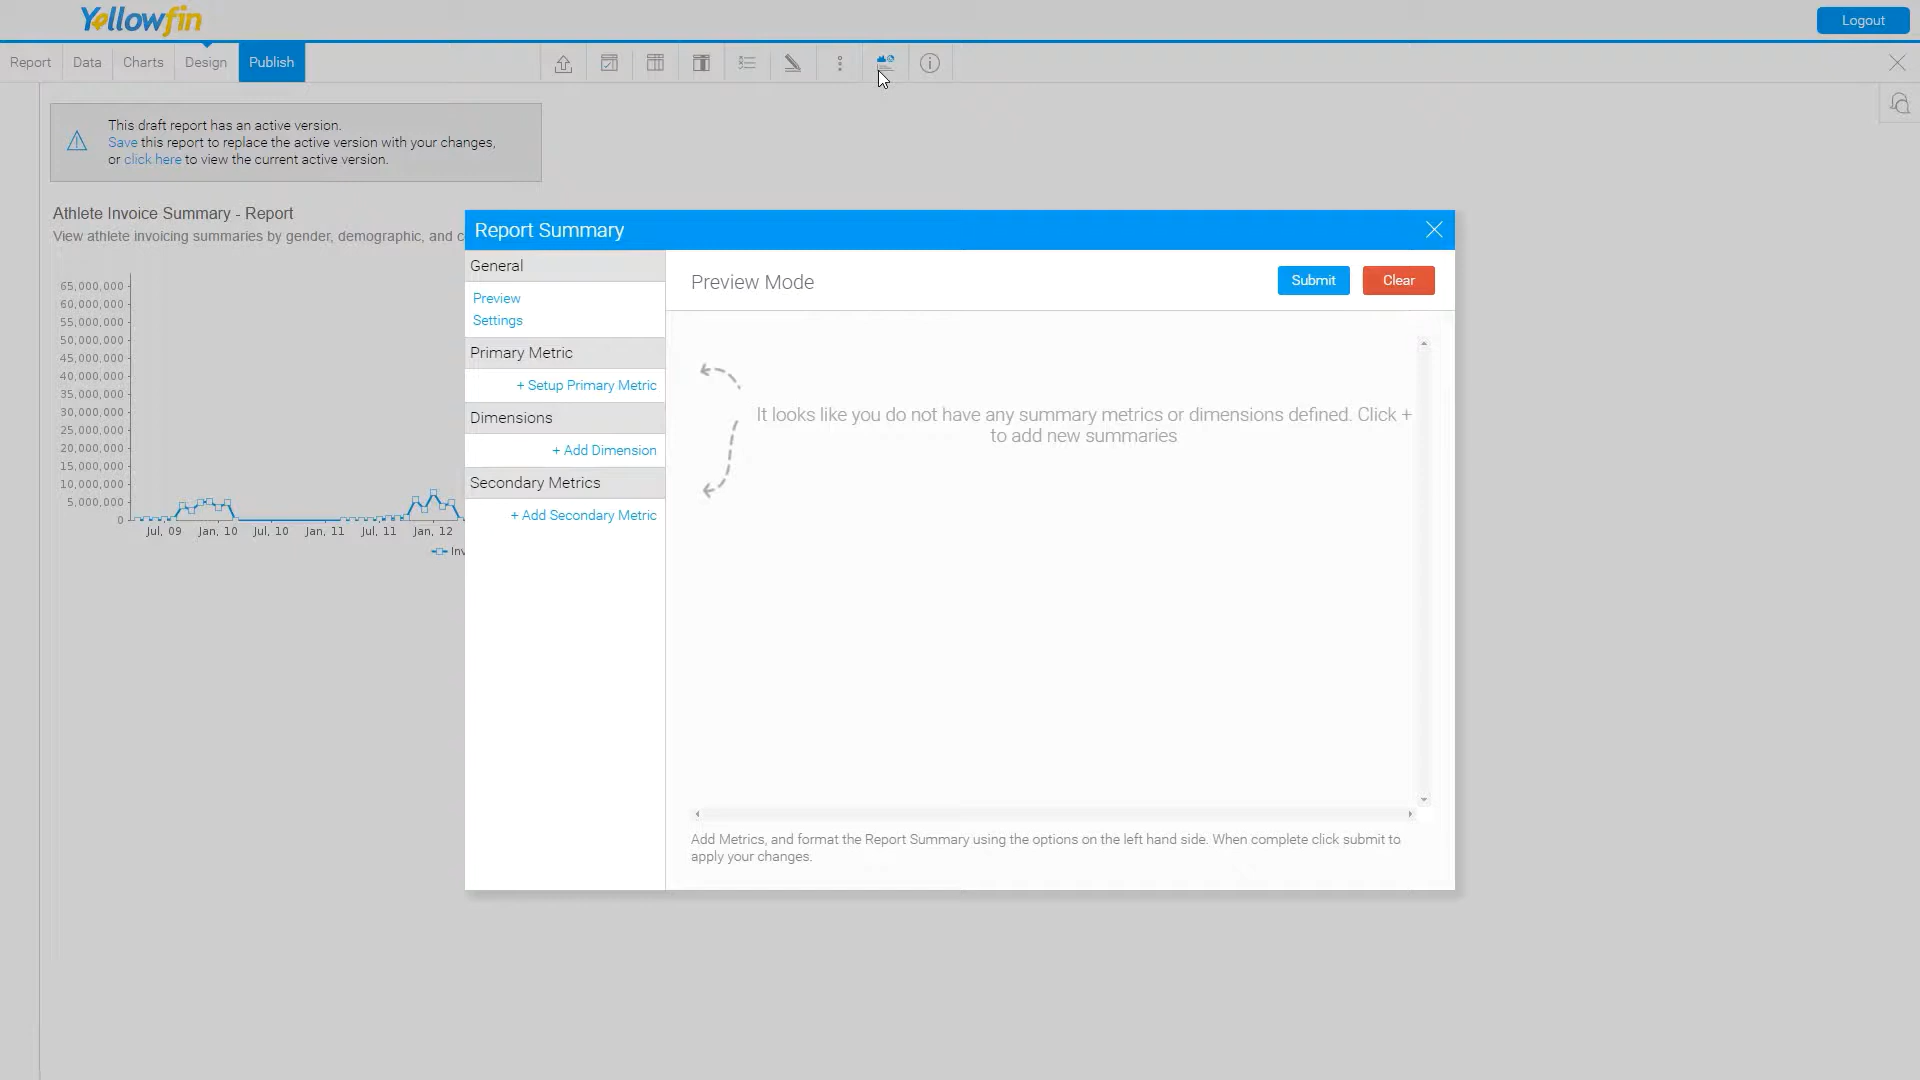 Yellowfin
Logout
Report
Data
Charts
Design
Publish
This draft report has an active version.
Save this report to replace the active version with your changes,
or click here to view the current active version.
Athlete Invoice Summary - Report
View athlete invoicing summaries by gender, demographic, and c
65,000,000
60,000,000
55,000,000
50,000,000
45,000,000
40,000,000
35,000,000
30,000,000
25,000,000
20,000,000
15,000,000
10,000,000
5,000,000
0
Jul, 09 Jan, 10 Jul, 10 Jan, 11 Jul, 11 Jan, 12
Inv
Report Summary
General
Preview
Settings
Primary Metric
+ Setup Primary Metric
Dimensions
+ Add Dimension
Secondary Metrics
+ Add Secondary Metric
Preview Mode
Submit
Clear
It looks like you do not have any summary metrics or dimensions defined. Click +
to add new summaries
Add Metrics, and format the Report Summary using the options on the left hand side. When complete click submit to
apply your changes.